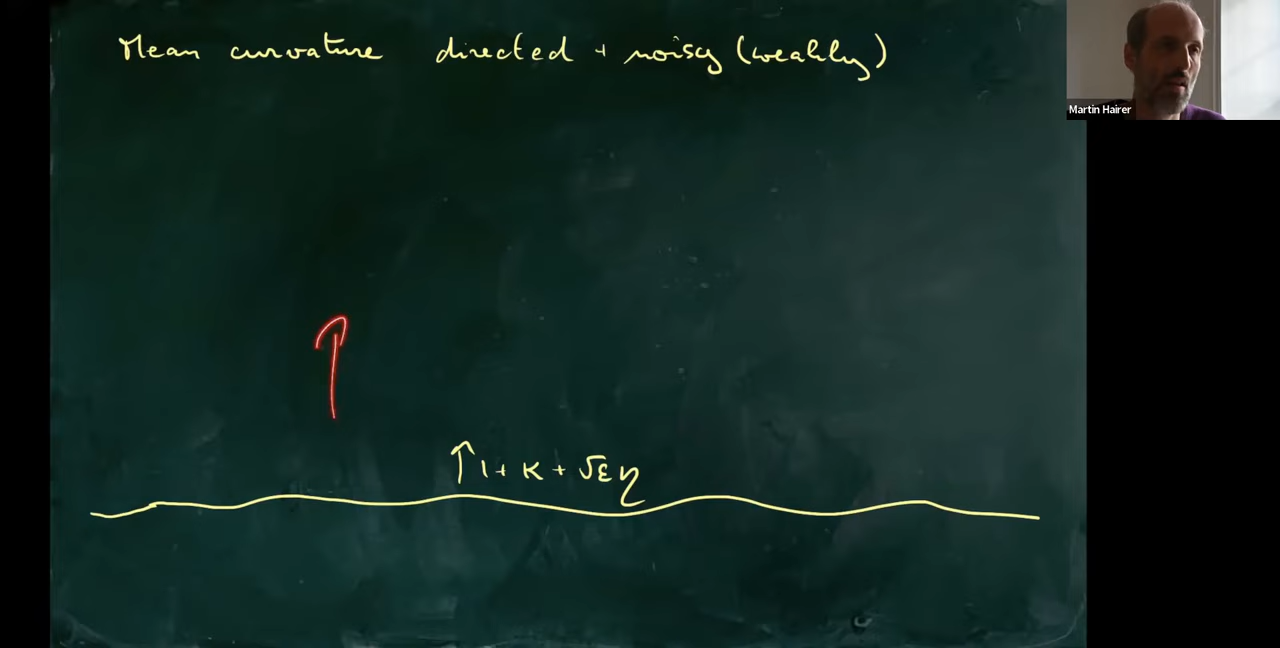 Mean curvature directed + noisy (weakly)
Martin Hairer
↑ 1 + κ + √ε η